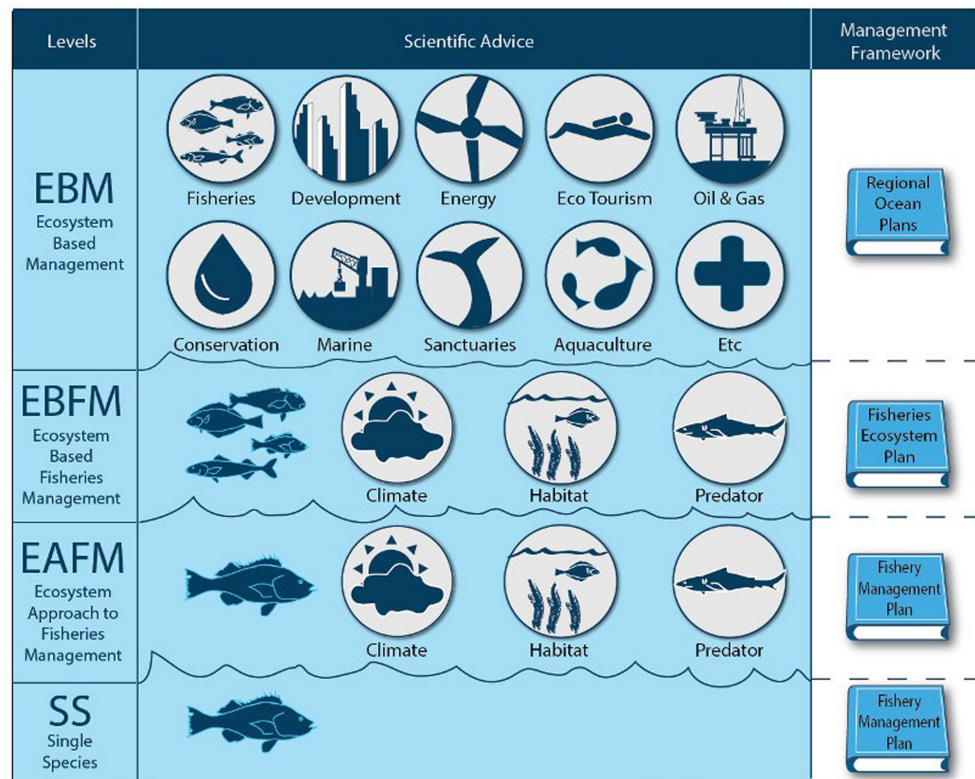 Levels
Scientific Advice
Management
Framework
EBM
Ecosystem
Based
Management
Fisheries
Development
Energy
Eco Tourism
Oil & Gas
Conservation
Marine
Sanctuaries
Aquaculture
Etc
Regional
Ocean
Plans
EBFM
Ecosystem
Based
Fisheries
Management
Climate
Habitat
Predator
Fisheries
Ecosystem
Plan
EAFM
Ecosystem
Approach to
Fisheries
Management
Climate
Habitat
Predator
Fishery
Management
Plan
SS
Single
Species
Fishery
Management
Plan